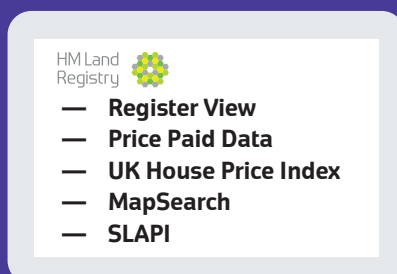 HM Land
Registry
— Register View
— Price Paid Data
— UK House Price Index
— MapSearch
— SLAPI